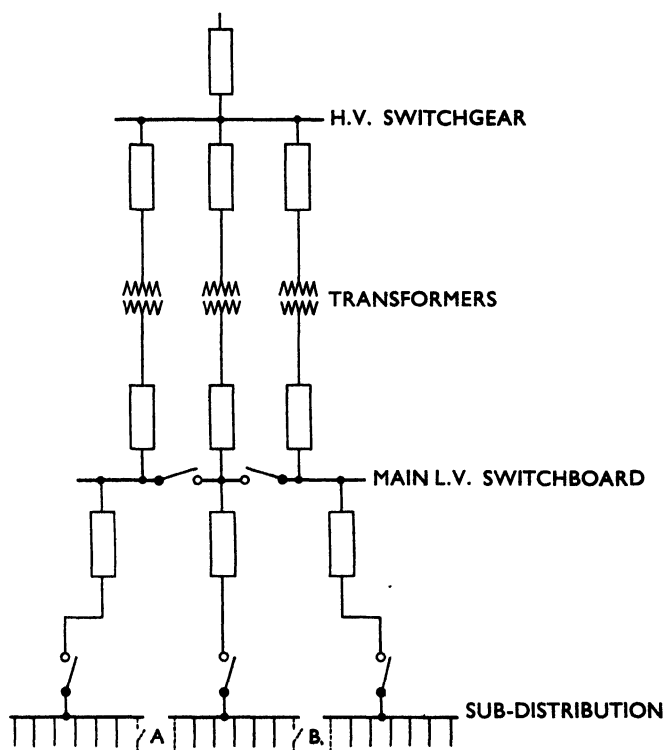 H.V. SWITCHGEAR
TRANSFORMERS
MAIN L.V. SWITCHBOARD
SUB-DISTRIBUTION
A
B.